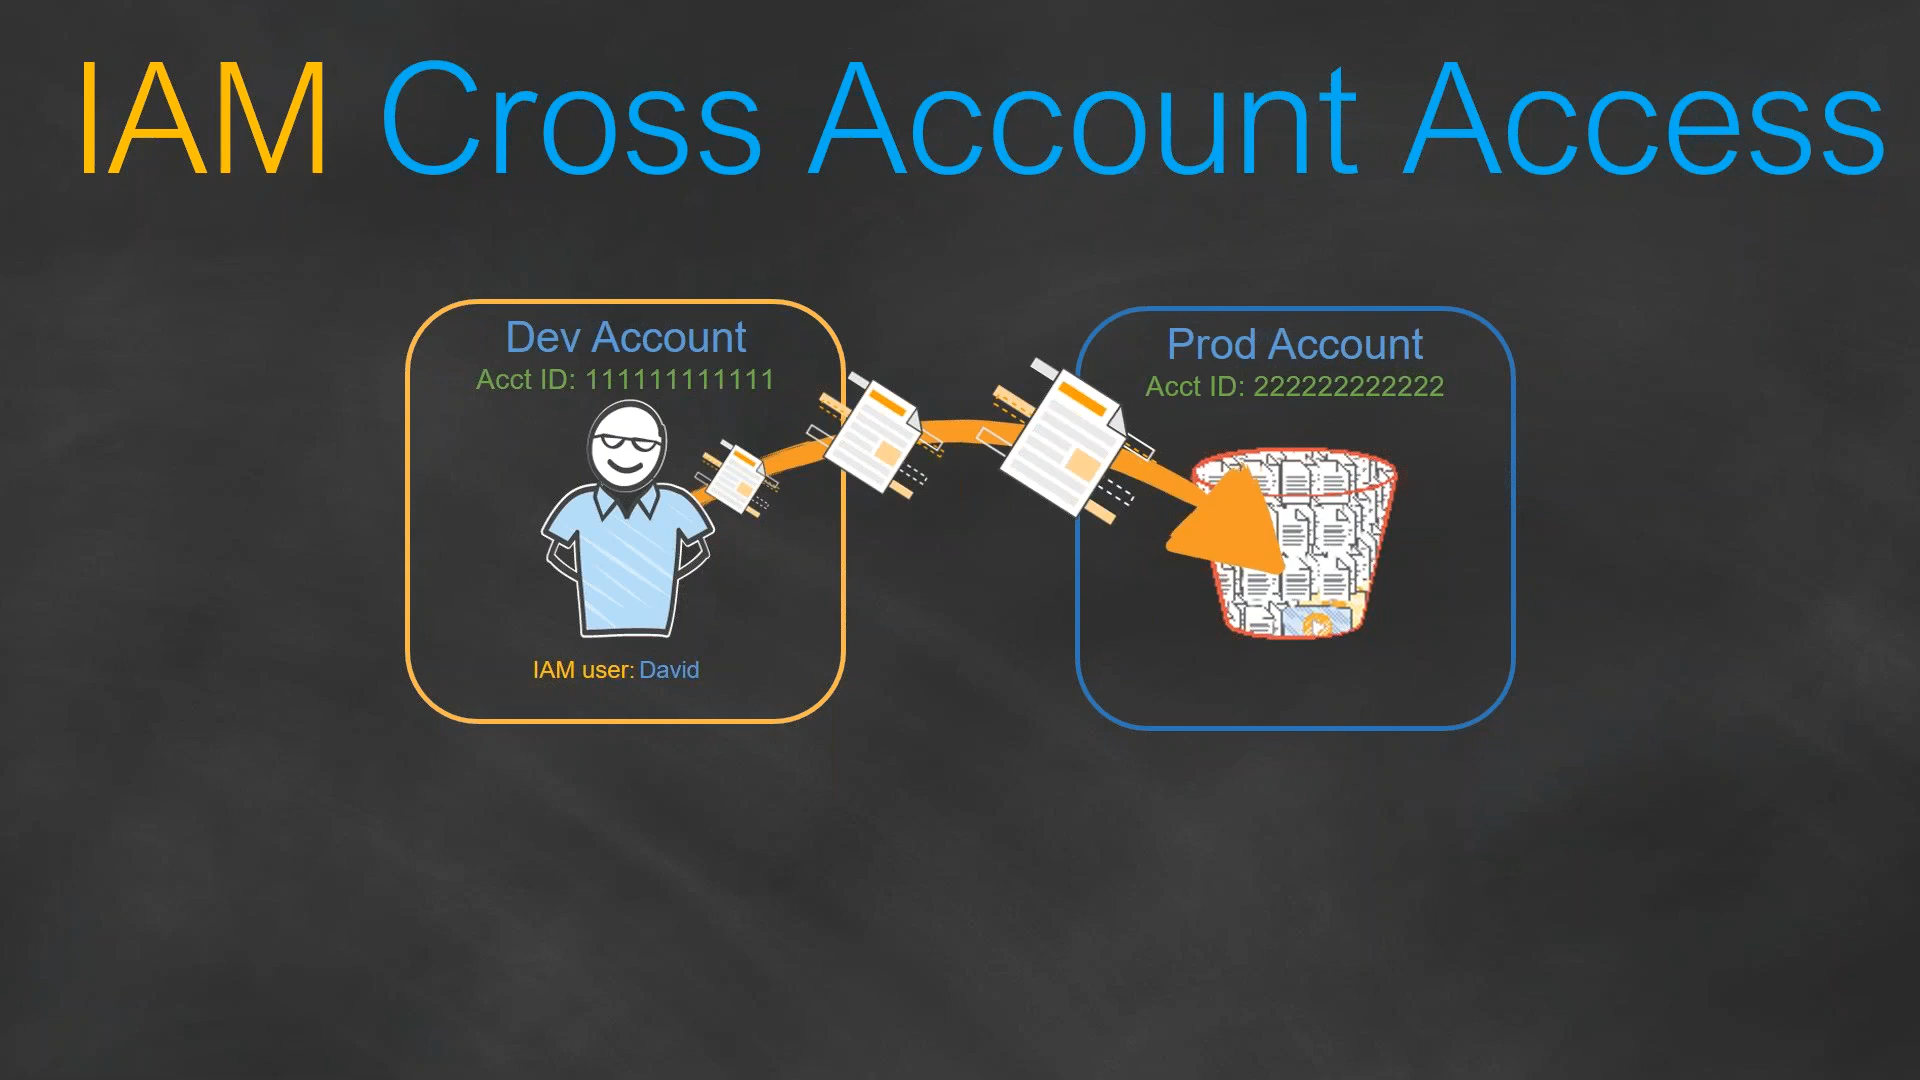 IAM Cross Account Access
Dev Account
Acct ID: 111111111111
IAM user: David
Prod Account
Acct ID: 222222222222